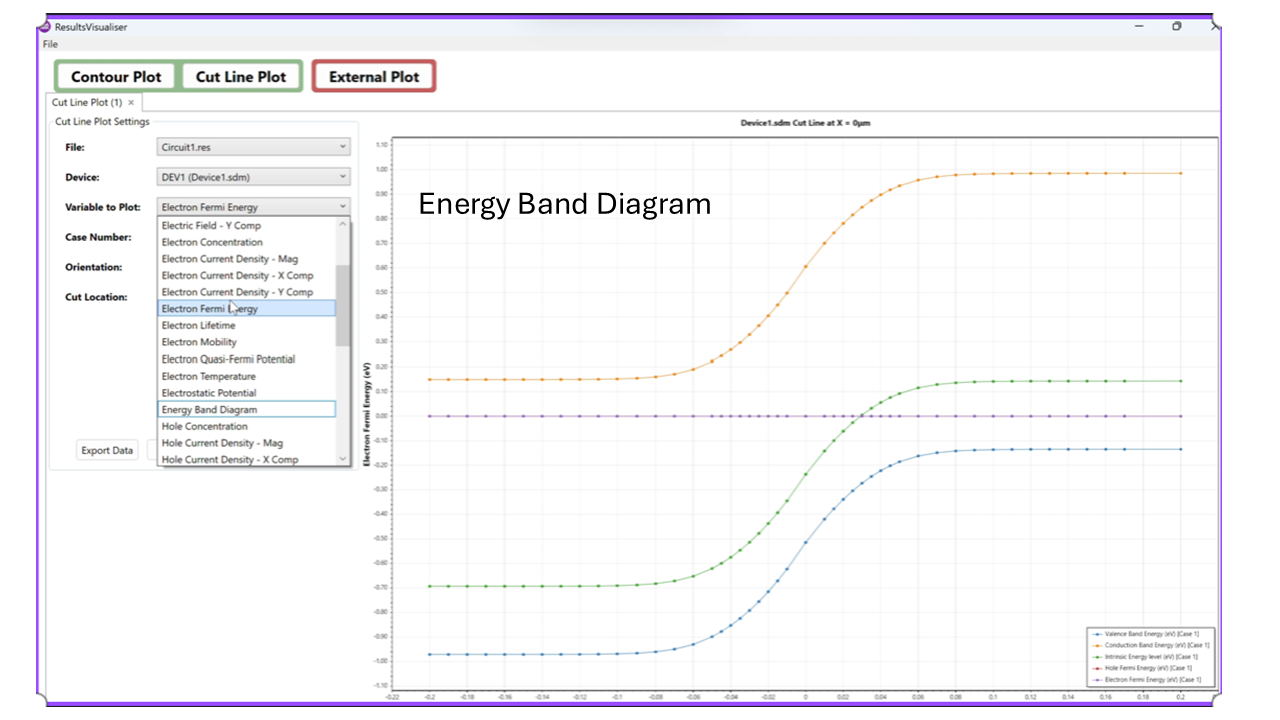 ResultsVisualiser
File
Contour Plot Cut Line Plot External Plot
Cut Line Plot (1) ×
Cut Line Plot Settings
File: Circuit1.res
Device: DEV1 (Device1.sdm)
Variable to Plot: Electron Fermi Energy
Case Number:
Orientation:
Cut Location:
Electric Field - Y Comp
Electron Concentration
Electron Current Density - Mag
Electron Current Density - X Comp
Electron Current Density - Y Comp
Electron Fermi Energy
Electron Lifetime
Electron Mobility
Electron Quasi-Fermi Potential
Electron Temperature
Electrostatic Potential
Energy Band Diagram
Hole Concentration
Hole Current Density - Mag
Hole Current Density - X Comp
Export Data
Device1.sdm Cut Line at X = 0μm
Energy Band Diagram
Electron Fermi Energy (eV)
1.10
1.00
0.90
0.80
0.70
0.60
0.50
0.40
0.30
0.20
0.10
0.00
-0.10
-0.20
-0.30
-0.40
-0.50
-0.60
-0.70
-0.80
-0.90
-1.00
-1.10
-0.22 -0.2 -0.18 -0.16 -0.14 -0.12 -0.1 -0.08 -0.06 -0.04 -0.02 0 0.02 0.04 0.06 0.08 0.1 0.12 0.14 0.16 0.18 0.2
Valence Band Energy (eV) [Case 1]
Conduction Band Energy (eV) [Case 1]
Intrinsic Energy level (eV) [Case 1]
Hole Fermi Energy (eV) [Case 1]
Electron Fermi Energy (eV) [Case 1]